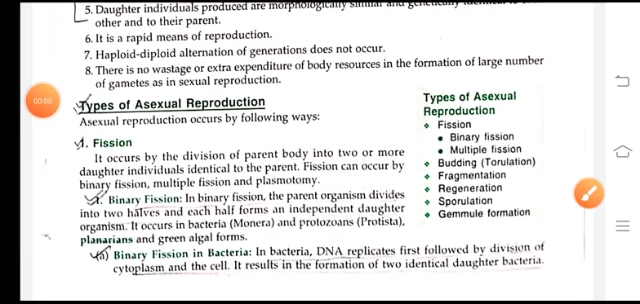 5. Daughter individuals produced are morphologically similar and genetically identical to
other and to their parent.
6. It is a rapid means of reproduction.
7. Haploid-diploid alternation of generations does not occur.
8. There is no wastage or extra expenditure of body resources in the formation of large number
of gametes as in sexual reproduction.
00:00
Types of Asexual Reproduction
Asexual reproduction occurs by following ways:
1. Fission
It occurs by the division of parent body into two or more
daughter individuals identical to the parent. Fission can occur by
binary fission, multiple fission and plasmotomy.
Binary Fission: In binary fission, the parent organism divides
into two halves and each half forms an independent daughter
organism. It occurs in bacteria (Monera) and protozoans (Protista),
planarians and green algal forms.
(a) Binary Fission in Bacteria: In bacteria, DNA replicates first followed by division of
cytoplasm and the cell. It results in the formation of two identical daughter bacteria.
Types of Asexual
Reproduction
Fission
Binary fission
Multiple fission
Budding (Torulation)
Fragmentation
Regeneration
Sporulation
Gemmule formation